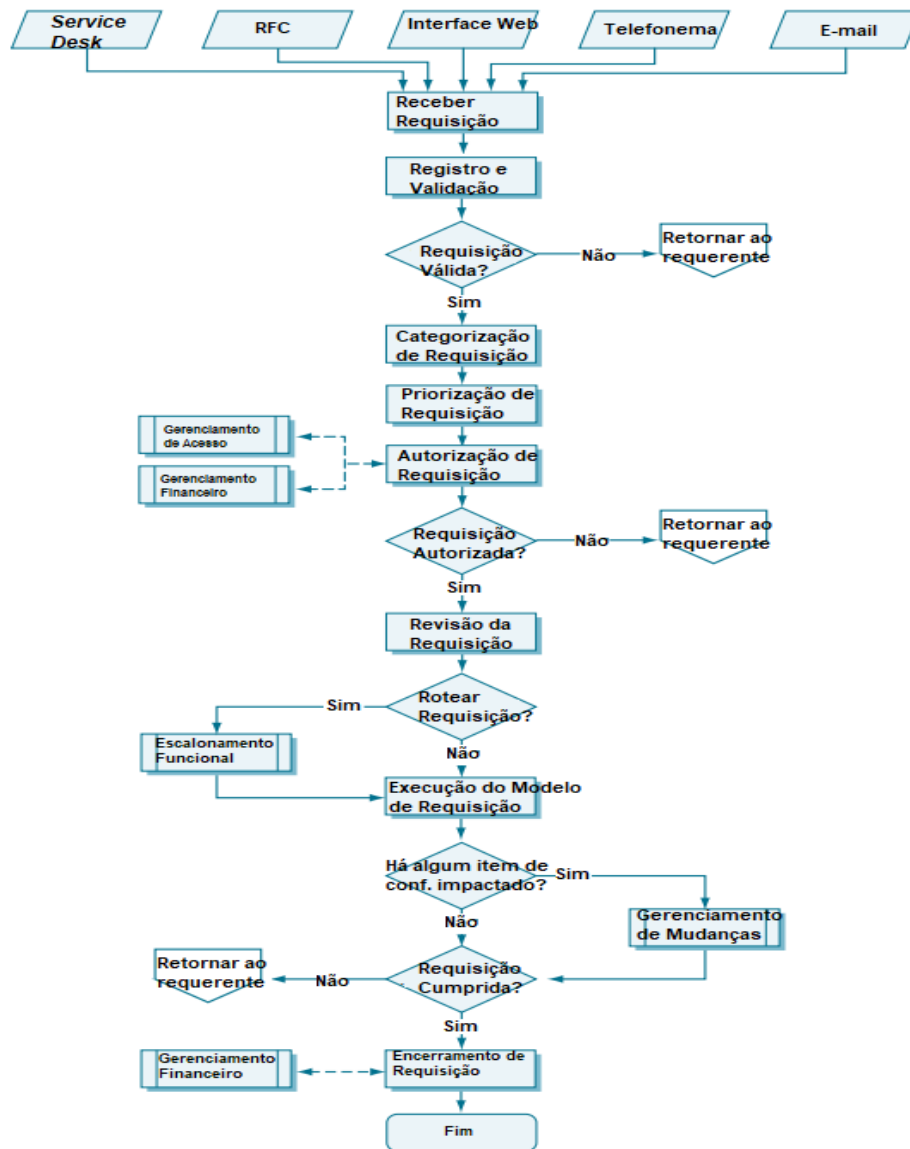 Service
Desk
RFC
Interface Web
Telefonema
E-mail
Receber
Requisição
Registro e
Validação
Requisição
Válida?
Não
Retornar ao
requerente
Sim
Categorização
de Requisição
Priorização de
Requisição
Gerenciamento
de Acesso
Gerenciamento
Financeiro
Autorização de
Requisição
Requisição
Autorizada?
Não
Retornar ao
requerente
Sim
Revisão da
Requisição
Rotear
Requisição?
Sim
Escalonamento
Funcional
Não
Execução do Modelo
de Requisição
Há algum item de
conf. impactado?
Sim
Gerenciamento
de Mudanças
Não
Requisição
Cumprida?
Não
Retornar ao
requerente
Sim
Gerenciamento
Financeiro
Encerramento de
Requisição
Fim